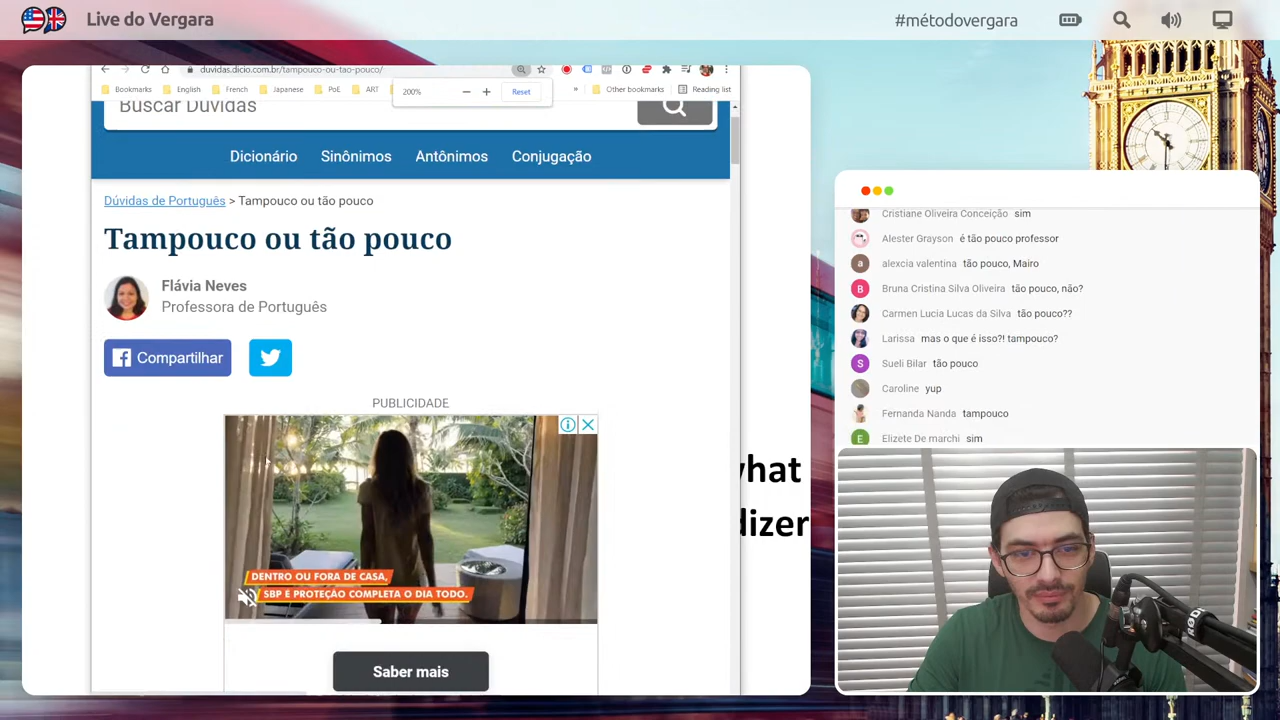 Live do Vergara
#métodovergara
duvidas.dicio.com.br/tampouco-ou-tao-pouco/
Bookmarks English French Japanese PoE ART
200% Reset
» Other bookmarks Reading list
Buscar Dúvidas
Dicionário Sinônimos Antônimos Conjugação
Dúvidas de Português > Tampouco ou tão pouco
Tampouco ou tão pouco
Flávia Neves
Professora de Português
Compartilhar
PUBLICIDADE
DENTRO OU FORA DE CASA,
SBP É PROTEÇÃO COMPLETA O DIA TODO.
Saber mais
what
dizer
Cristiane Oliveira Conceição sim
Alester Grayson é tão pouco professor
a alexcia valentina tão pouco, Mairo
B Bruna Cristina Silva Oliveira tão pouco, não?
Carmen Lucia Lucas da Silva tão pouco??
Larissa mas o que é isso?! tampouco?
S Sueli Bilar tão pouco
Caroline yup
Fernanda Nanda tampouco
E Elizete De marchi sim
RØDE